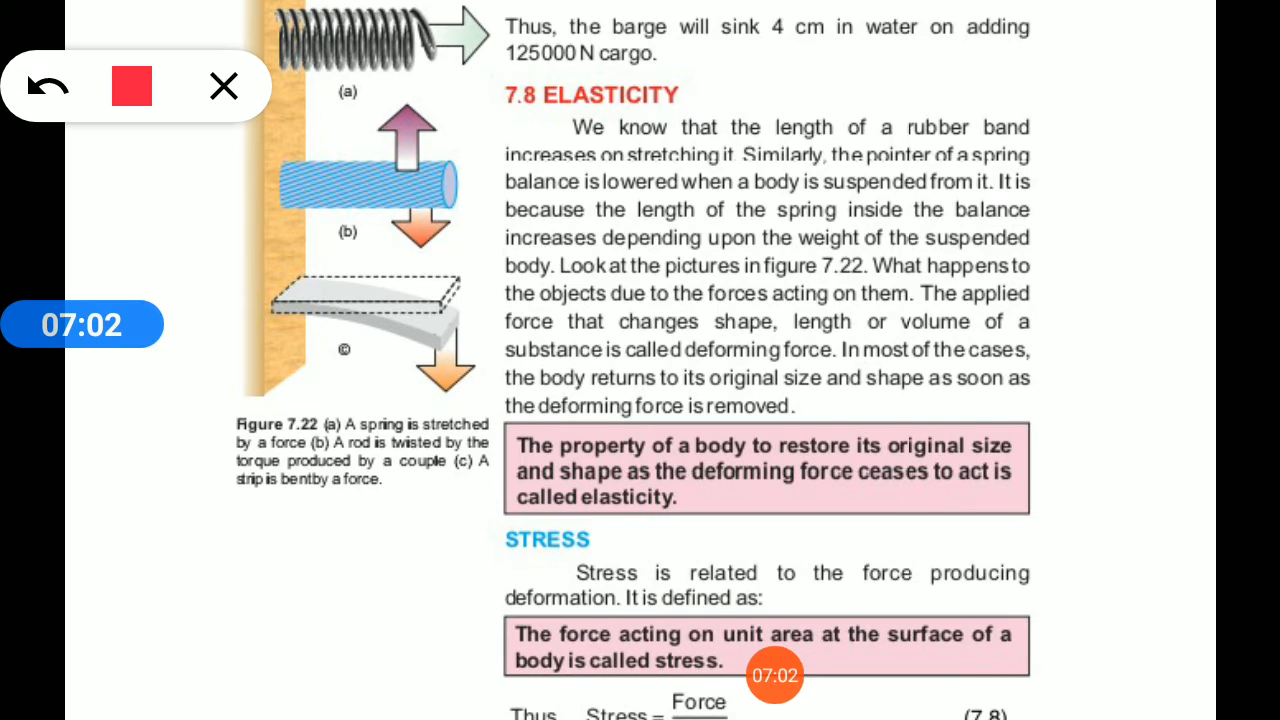 Thus, the barge will sink 4 cm in water on adding
125000 N cargo.
(a)
7.8 ELASTICITY
We know that the length of a rubber band
increases on stretching it. Similarly, the pointer of a spring
balance is lowered when a body is suspended from it. It is
because the length of the spring inside the balance
increases depending upon the weight of the suspended
body. Look at the pictures in figure 7.22. What happens to
the objects due to the forces acting on them. The applied
force that changes shape, length or volume of a
substance is called deforming force. In most of the cases,
the body returns to its original size and shape as soon as
the deforming force is removed.
(b)
07:02
©
Figure 7.22 (a) A spring is stretched
by a force (b) A rod is twisted by the
torque produced by a couple (c) A
strip is bentby a force.
The property of a body to restore its original size
and shape as the deforming force ceases to act is
called elasticity.
STRESS
Stress is related to the force producing
deformation. It is defined as:
The force acting on unit area at the surface of a
body is called stress.
07:02
Force
Thus Stress = (7.8)